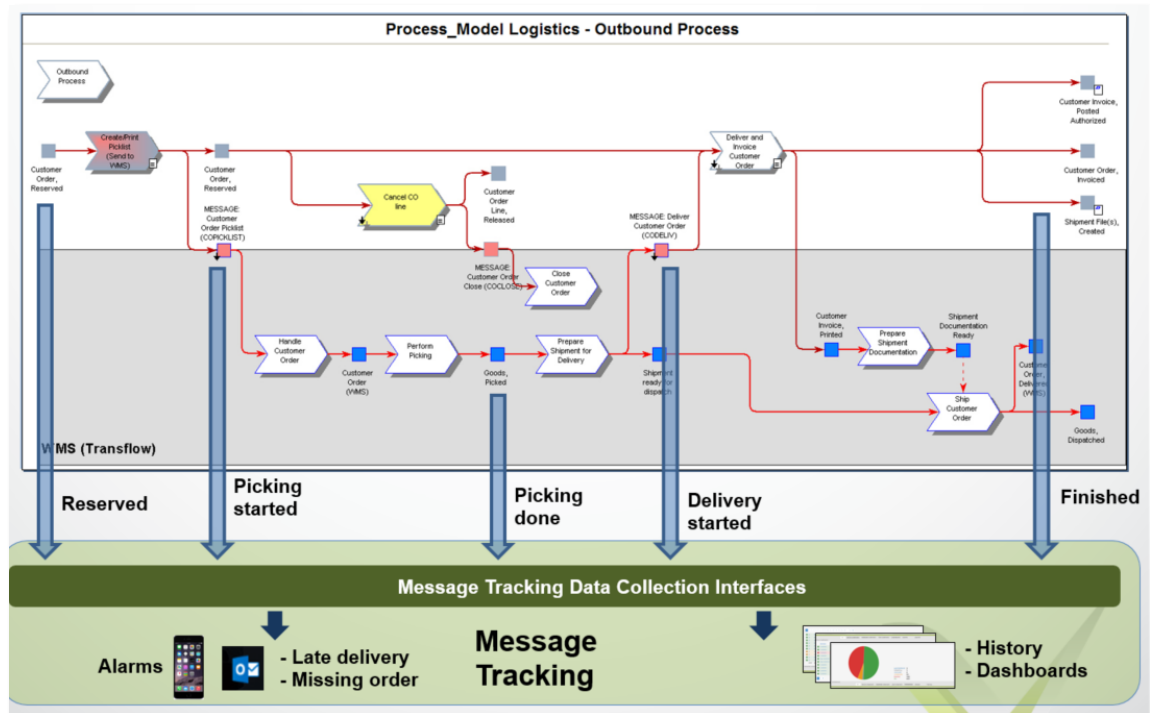 Process_Model Logistics - Outbound Process
Outbound
Process
Customer
Order,
Reserved
Create/Print
Picklist
(Send to
WMS)
Customer
Order,
Reserved
MESSAGE:
Customer
Order Picklist
(COPICKLIST)
Cancel CO
line
Customer
Order
Line,
Released
MESSAGE:
Customer Order
Close (COCLOSE)
Close
Customer
Order
MESSAGE: Deliver
Customer Order
(CODELIV)
Deliver and
Invoice
Customer
Order
Customer Invoice,
Posted
Authorized
Customer Order,
Invoiced
Shipment File(s),
Created
Handle
Customer
Order
Customer
Order
(WMS)
Perform
Picking
Goods,
Picked
Prepare
Shipment for
Delivery
Shipment
ready for
dispatch
Customer
Invoice,
Printed
Prepare
Shipment
Documentation
Shipment
Documentation
Ready
Ship
Customer
Order
Customer
Order,
Delivered
(WMS)
Goods,
Dispatched
WMS (Transflow)
Reserved
Picking
started
Picking
done
Delivery
started
Finished
Message Tracking Data Collection Interfaces
Alarms
- Late delivery
- Missing order
Message
Tracking
- History
- Dashboards